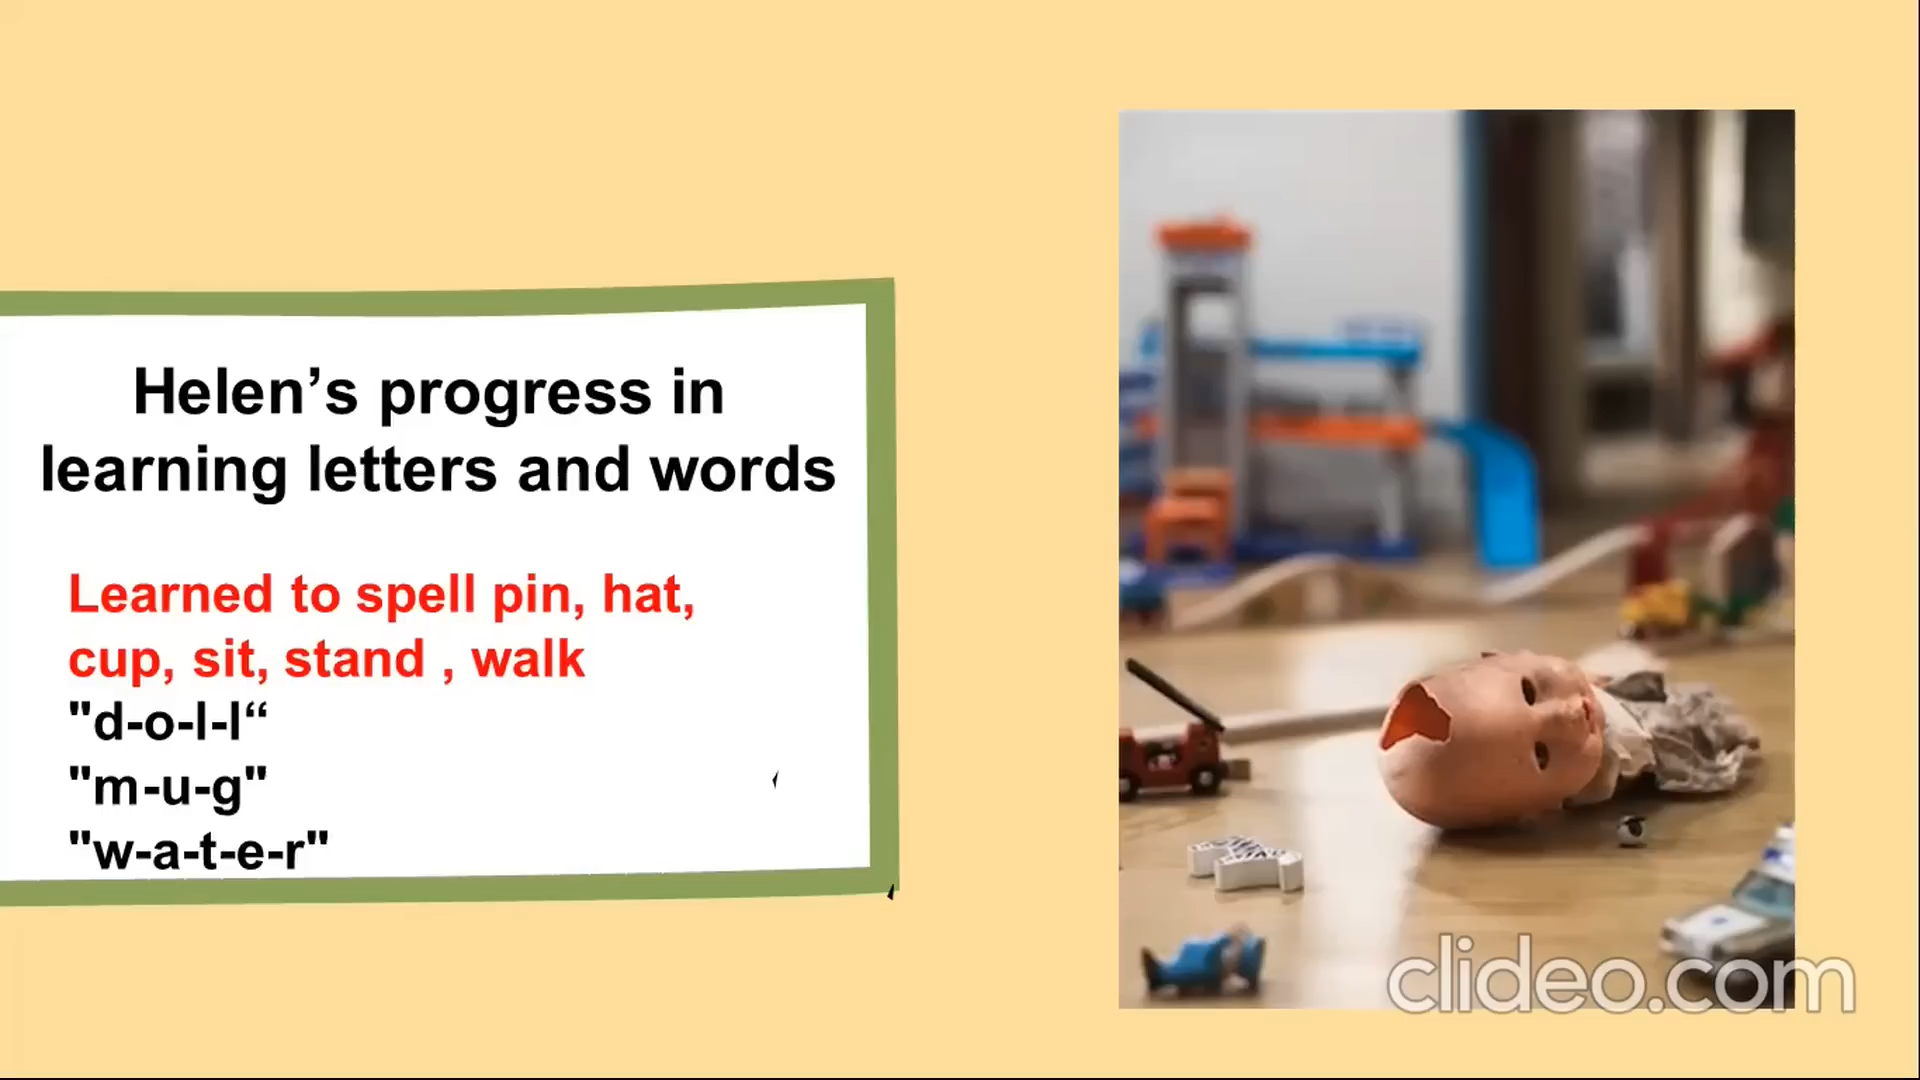 Helen’s progress in
learning letters and words
Learned to spell pin, hat,
cup, sit, stand , walk
"d-o-l-l“
"m-u-g"
"w-a-t-e-r"
clideo.com